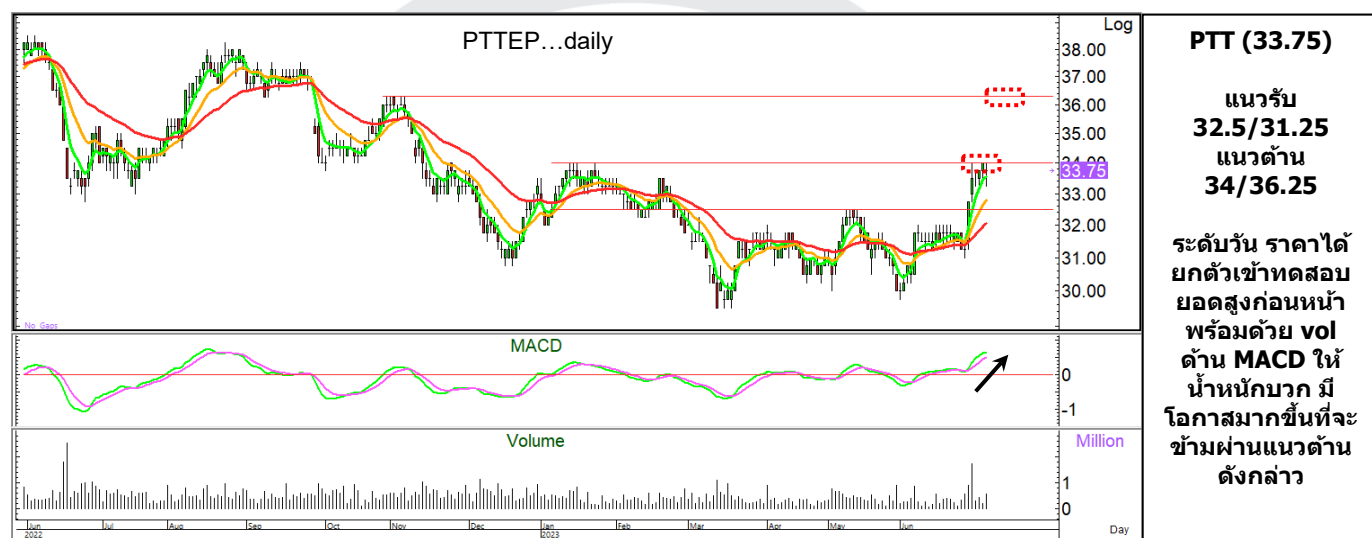 Log
PTTEP...daily
38.00
37.00
36.00
35.00
34.00
33.75
33.00
32.00
31.00
30.00
No Gaps
MACD
0
-1
Volume
Million
1
0
Jun Jul Aug Sep Oct Nov Dec Jan Feb Mar Apr May Jun
2022 2023
Day
PTT (33.75)
แนวรับ
32.5/31.25
แนวต้าน
34/36.25
ระดับวัน ราคาได้
ยกตัวเข้าทดสอบ
ยอดสูงก่อนหน้า
พร้อมด้วย vol
ด้าน MACD ให้
น้ำหนักบวก มี
โอกาสมากขึ้นที่จะ
ข้ามผ่านแนวต้าน
ดังกล่าว